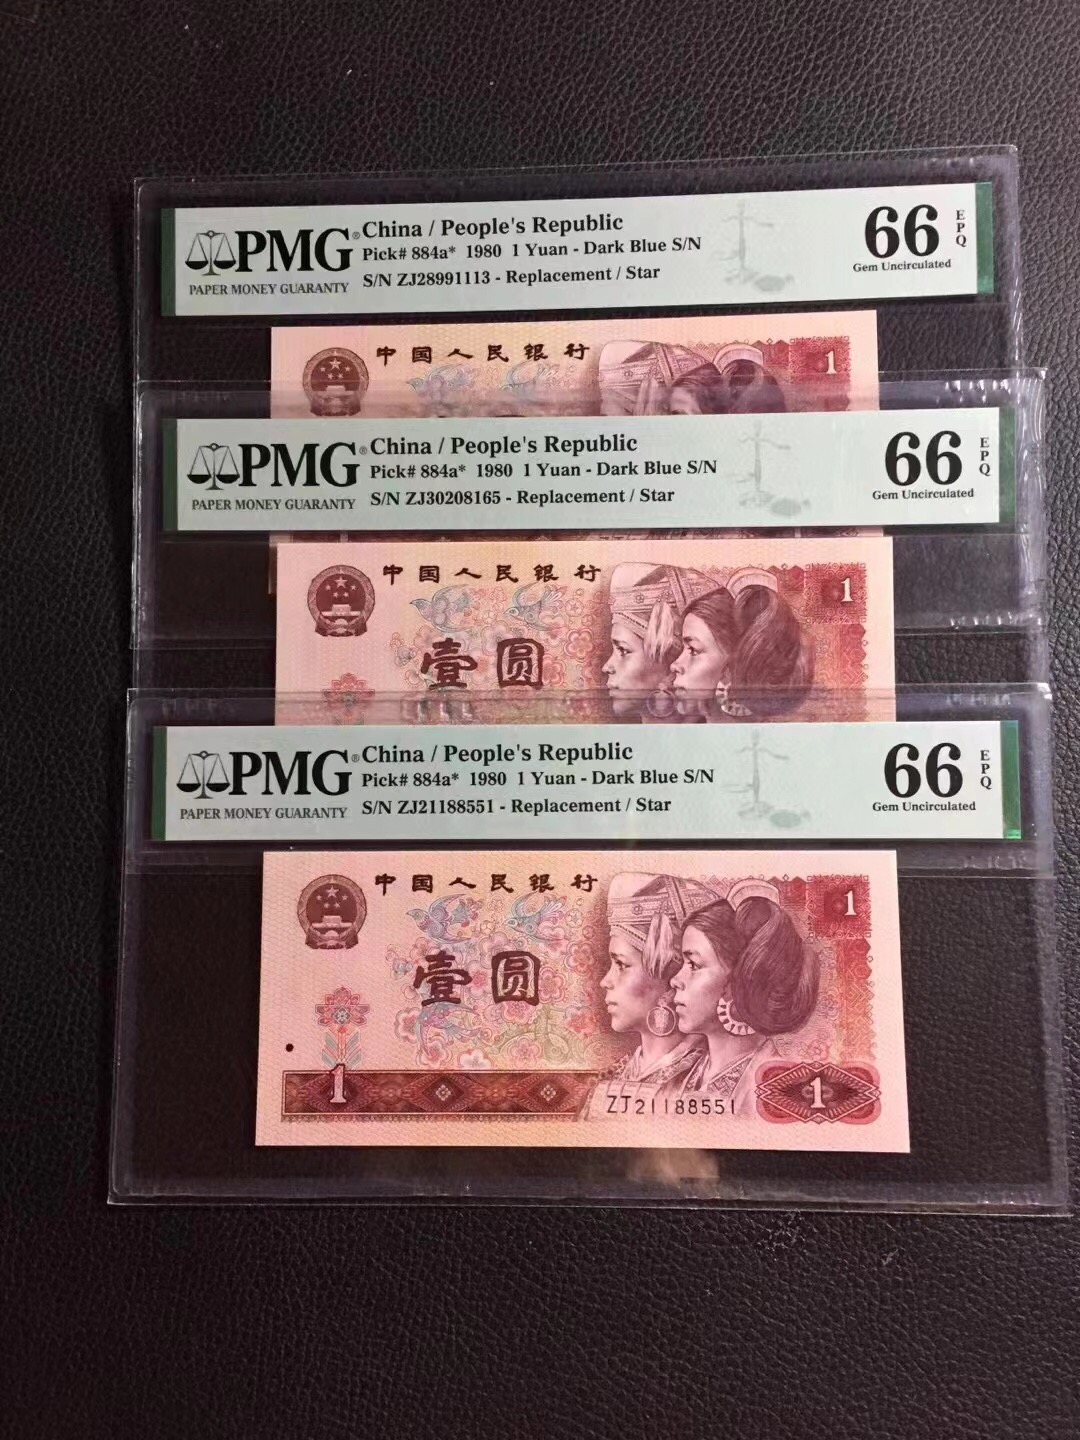 PMG® China / People's Republic 66 EPQ
Pick# 884a* 1980 1 Yuan - Dark Blue S/N Gem Uncirculated
PAPER MONEY GUARANTY S/N ZJ28991113 - Replacement / Star
中国人民银行 1
PMG® China / People's Republic 66 EPQ
Pick# 884a* 1980 1 Yuan - Dark Blue S/N Gem Uncirculated
PAPER MONEY GUARANTY S/N ZJ30208165 - Replacement / Star
中国人民银行 1
壹圆
PMG® China / People's Republic 66 EPQ
Pick# 884a* 1980 1 Yuan - Dark Blue S/N Gem Uncirculated
PAPER MONEY GUARANTY S/N ZJ21188551 - Replacement / Star
中国人民银行 1
壹圆
1 ZJ21188551 1